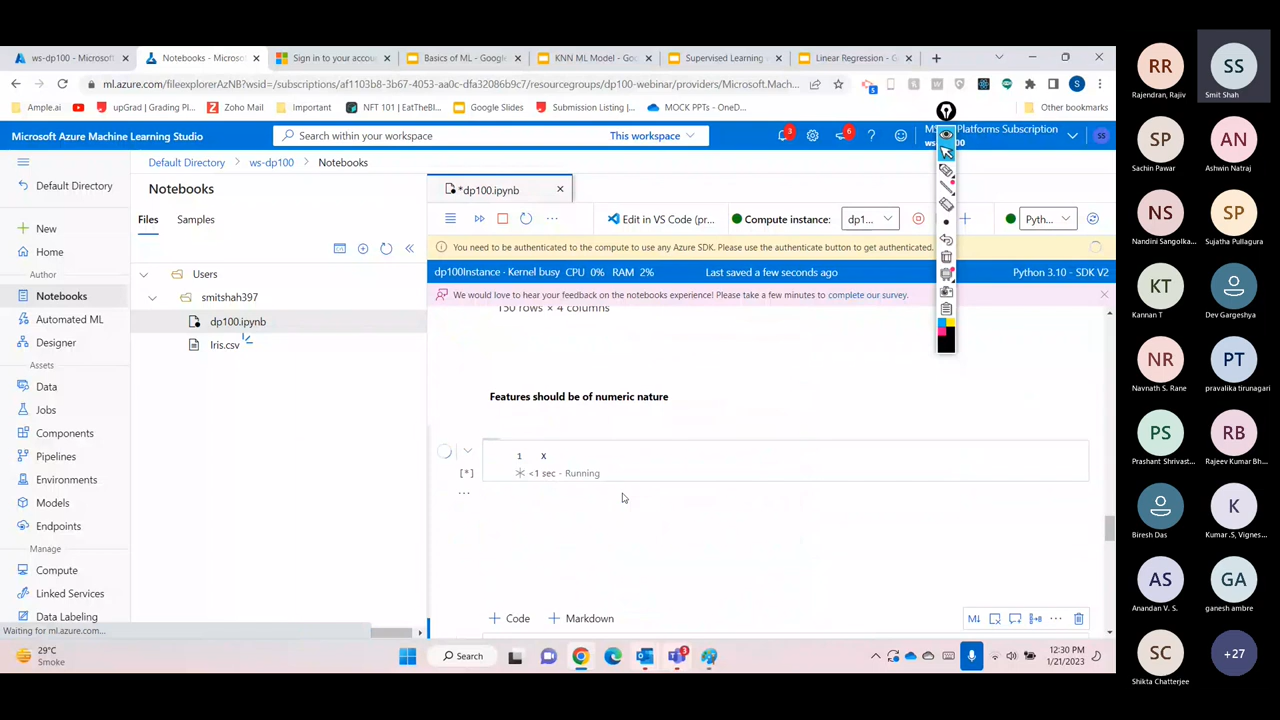 ws-dp100 - Microsoft
Notebooks - Microsoft
Sign in to your accou
Basics of ML - Google
KNN ML Model - Goo
Supervised Learning
Linear Regression - G
ml.azure.com/fileexplorerAzNB?wsid=/subscriptions/af1103b8-3b67-4053-aa0c-dfa32086b9c7/resourcegroups/dp100-webinar/providers/Microsoft.Mac...
Ample.ai
upGrad | Grading Pl...
Zoho Mail
Important
NFT 101 | EatTheBl...
Google Slides
Submission Listing /...
MOCK PPTs - OneD...
Other bookmarks
Microsoft Azure Machine Learning Studio
Search within your workspace
This workspace
3
6
Platforms Subscription
SS
Default Directory > ws-dp100 > Notebooks
Default Directory
New
Home
Author
Notebooks
Automated ML
Designer
Assets
Data
Jobs
Components
Pipelines
Environments
Models
Endpoints
Manage
Compute
Linked Services
Data Labeling
Waiting for ml.azure.com...
Notebooks
Files
Samples
Users
smitshah397
dp100.ipynb
Iris.csv
*dp100.ipynb
Edit in VS Code (pr...
Compute instance:
dp1...
Pyth...
You need to be authenticated to the compute to use any Azure SDK. Please use the authenticate button to get authenticated.
dp100Instance - Kernel busy CPU 0% RAM 2%
Last saved a few seconds ago
Python 3.10 - SDK V2
We would love to hear your feedback on the notebooks experience! Please take a few minutes to complete our survey.
150 rows × 4 columns
Features should be of numeric nature
1 X
[*]
<1 sec - Running
...
+ Code + Markdown
M↓
29°C
Smoke
Search
3
12:30 PM
1/21/2023
RR
Rajendran, Rajiv
SS
Smit Shah
SP
Sachin Pawar
AN
Ashwin Natraj
NS
Nandini Sangolka...
SP
Sujatha Pullagura
KT
Kannan T
Dev Gargeshya
NR
Navnath S. Rane
PT
pravalika tirunagari
PS
Prashant Shrivast...
RB
Rajeev Kumar Bh...
Biresh Das
K
Kumar .S, Vignes...
AS
Anandan V. S.
GA
ganesh ambre
SC
Shikta Chatterjee
+27